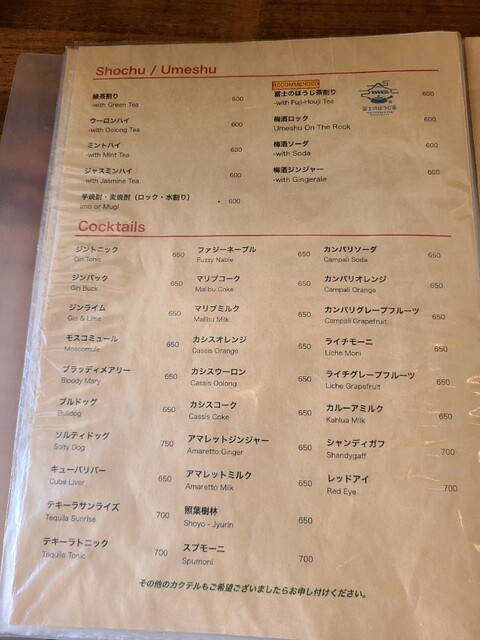 Shochu / Umeshu
緑茶割り
-with Green Tea 600
ウーロンハイ
-with Oolong Tea 600
ミントハイ
-with Mint Tea 600
ジャスミンハイ
-with Jasmine Tea 600
芋焼酎・麦焼酎（ロック・水割り）
Imo or Mugi 600
RECOMMENDED
富士のほうじ茶割り
-with Fuji-Houji Tea 600
富士のほうじ茶
梅酒ロック
Umeshu On The Rock 600
梅酒ソーダ
-with Soda 600
梅酒ジンジャー
-with Gingerale 600
Cocktails
ジントニック
Gin Tonic 650
ジンバック
Gin Buck 650
ジンライム
Gin & Lime 650
モスコミュール
Moscomule 650
ブラッディメアリー
Bloody Mary 650
ブルドッグ
Bulldog 650
ソルティドッグ
Solty Dog 750
キューバリバー
Cuba Liver 650
テキーラサンライズ
Tequila Sunrise 700
テキーラトニック
Tequila Tonic 700
ファジーネーブル
Fuzzy Nable 650
マリブコーク
Malibu Coke 650
マリブミルク
Malibu Milk 650
カシスオレンジ
Cassis Orange 650
カシスウーロン
Cassis Oolong 650
カシスコーク
Cassis Coke 650
アマレットジンジャー
Amaretto Ginger 650
アマレットミルク
Amaretto Milk 650
照葉樹林
Shoyo - Jyurin 650
スプモーニ
Spumoni 700
カンパリソーダ
Campali Soda 650
カンパリオレンジ
Campali Orange 650
カンパリグレープフルーツ
Campali Grapefruit 650
ライチモーニ
Liche Moni 650
ライチグレープフルーツ
Liche Grapefruit 650
カルーアミルク
Kahlua Milk 650
シャンディガフ
Shandygaff 700
レッドアイ
Red Eye 700
その他のカクテルもご希望ございましたらお申し付けください。